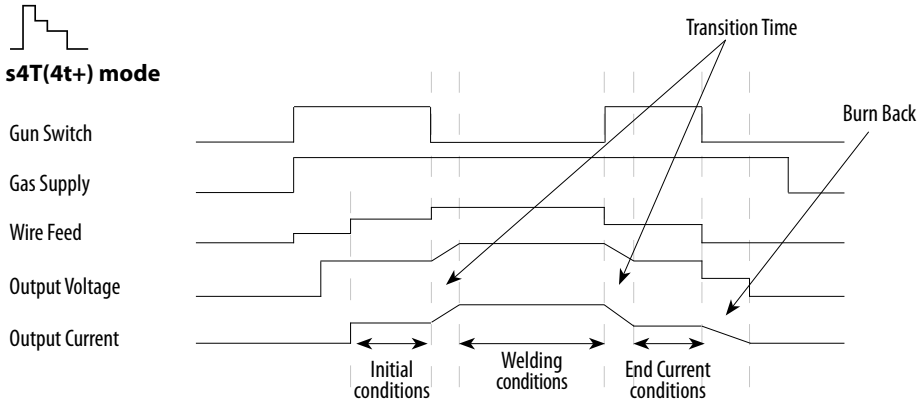 Transition Time
s4T(4t+) mode
Burn Back
Gun Switch
Gas Supply
Wire Feed
Output Voltage
Output Current
Initial
conditions
Welding
conditions
End Current
conditions